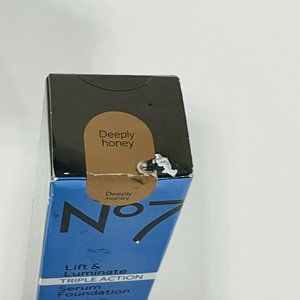 Deeply
honey
Deeply
honey
No7
Lift &
Luminate
TRIPLE ACTION
Serum
Foundation